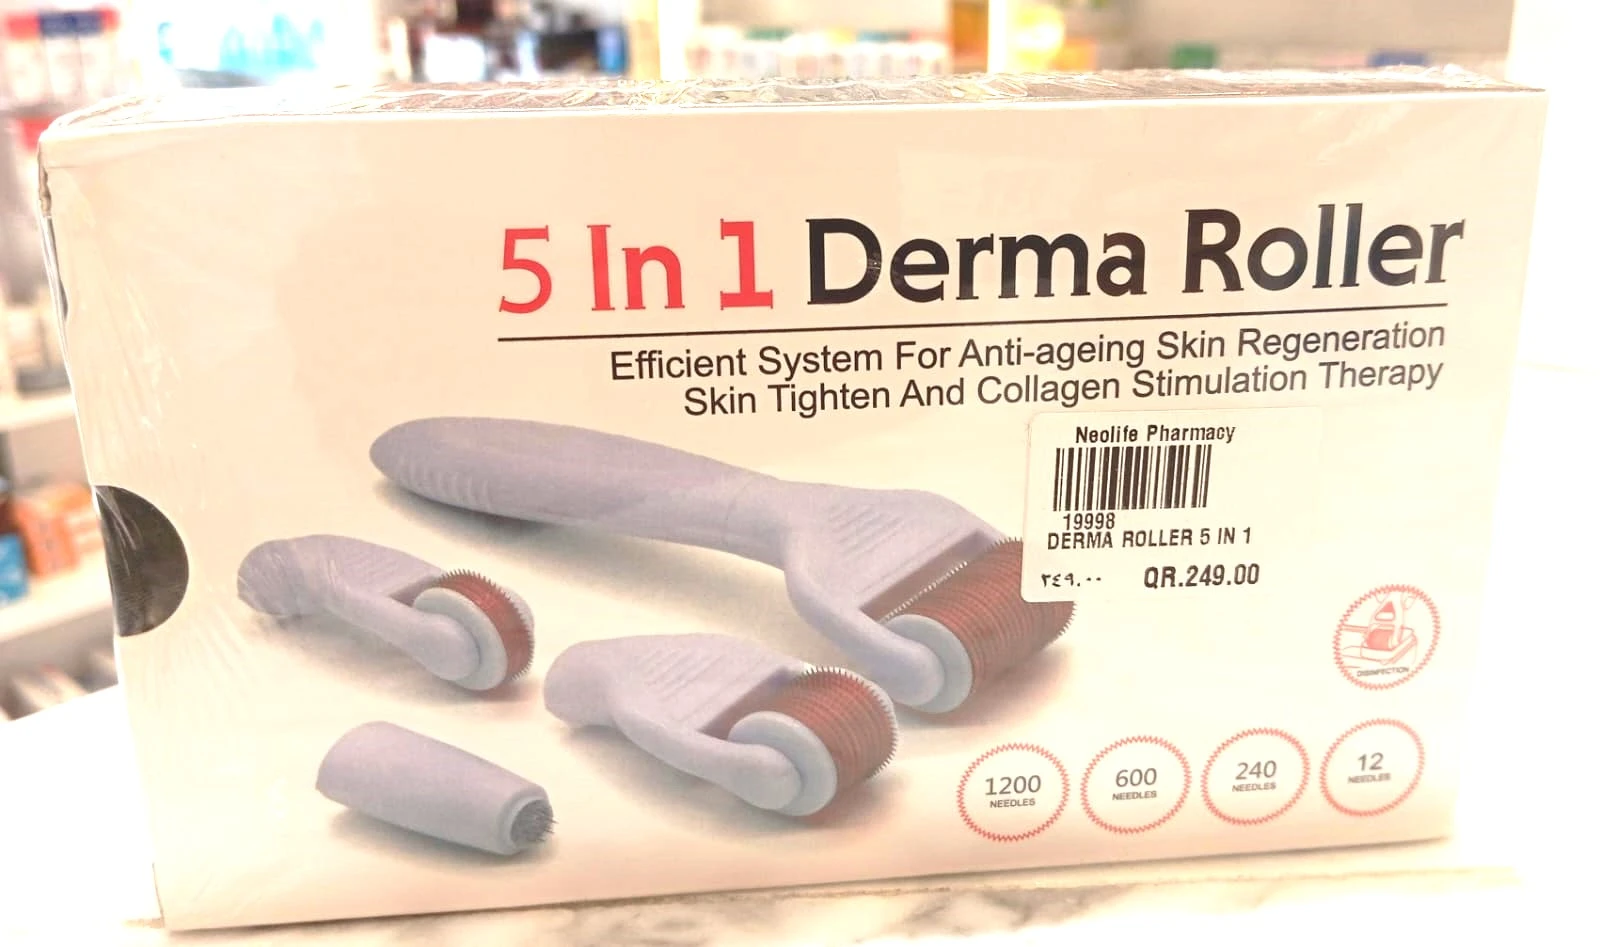 5 In 1 Derma Roller
Efficient System For Anti-ageing Skin Regeneration
Skin Tighten And Collagen Stimulation Therapy
Neolife Pharmacy
19998
DERMA ROLLER 5 IN 1
٢٤٩.٠٠ QR.249.00
DISINFECTION
1200
NEEDLES
600
NEEDLES
240
NEEDLES
12
NEEDLES